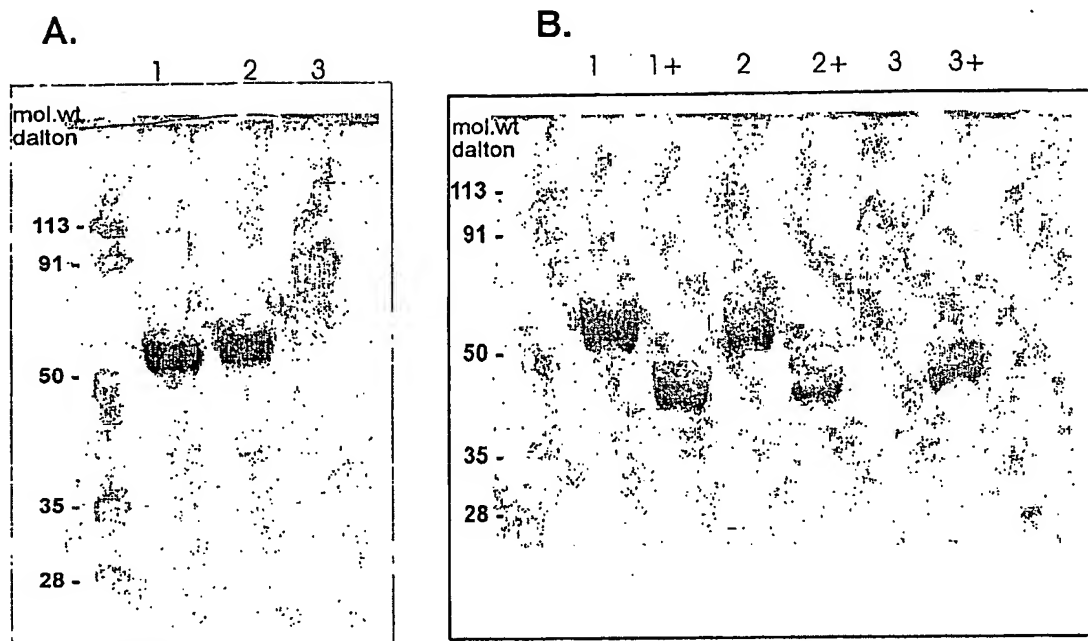 A.
1 2 3
mol.wt
dalton
113 -
91 -
50 -
35 -
28 -
B.
1 1+ 2 2+ 3 3+
mol.wt
dalton
113 -
91 -
50 -
35 -
28 -